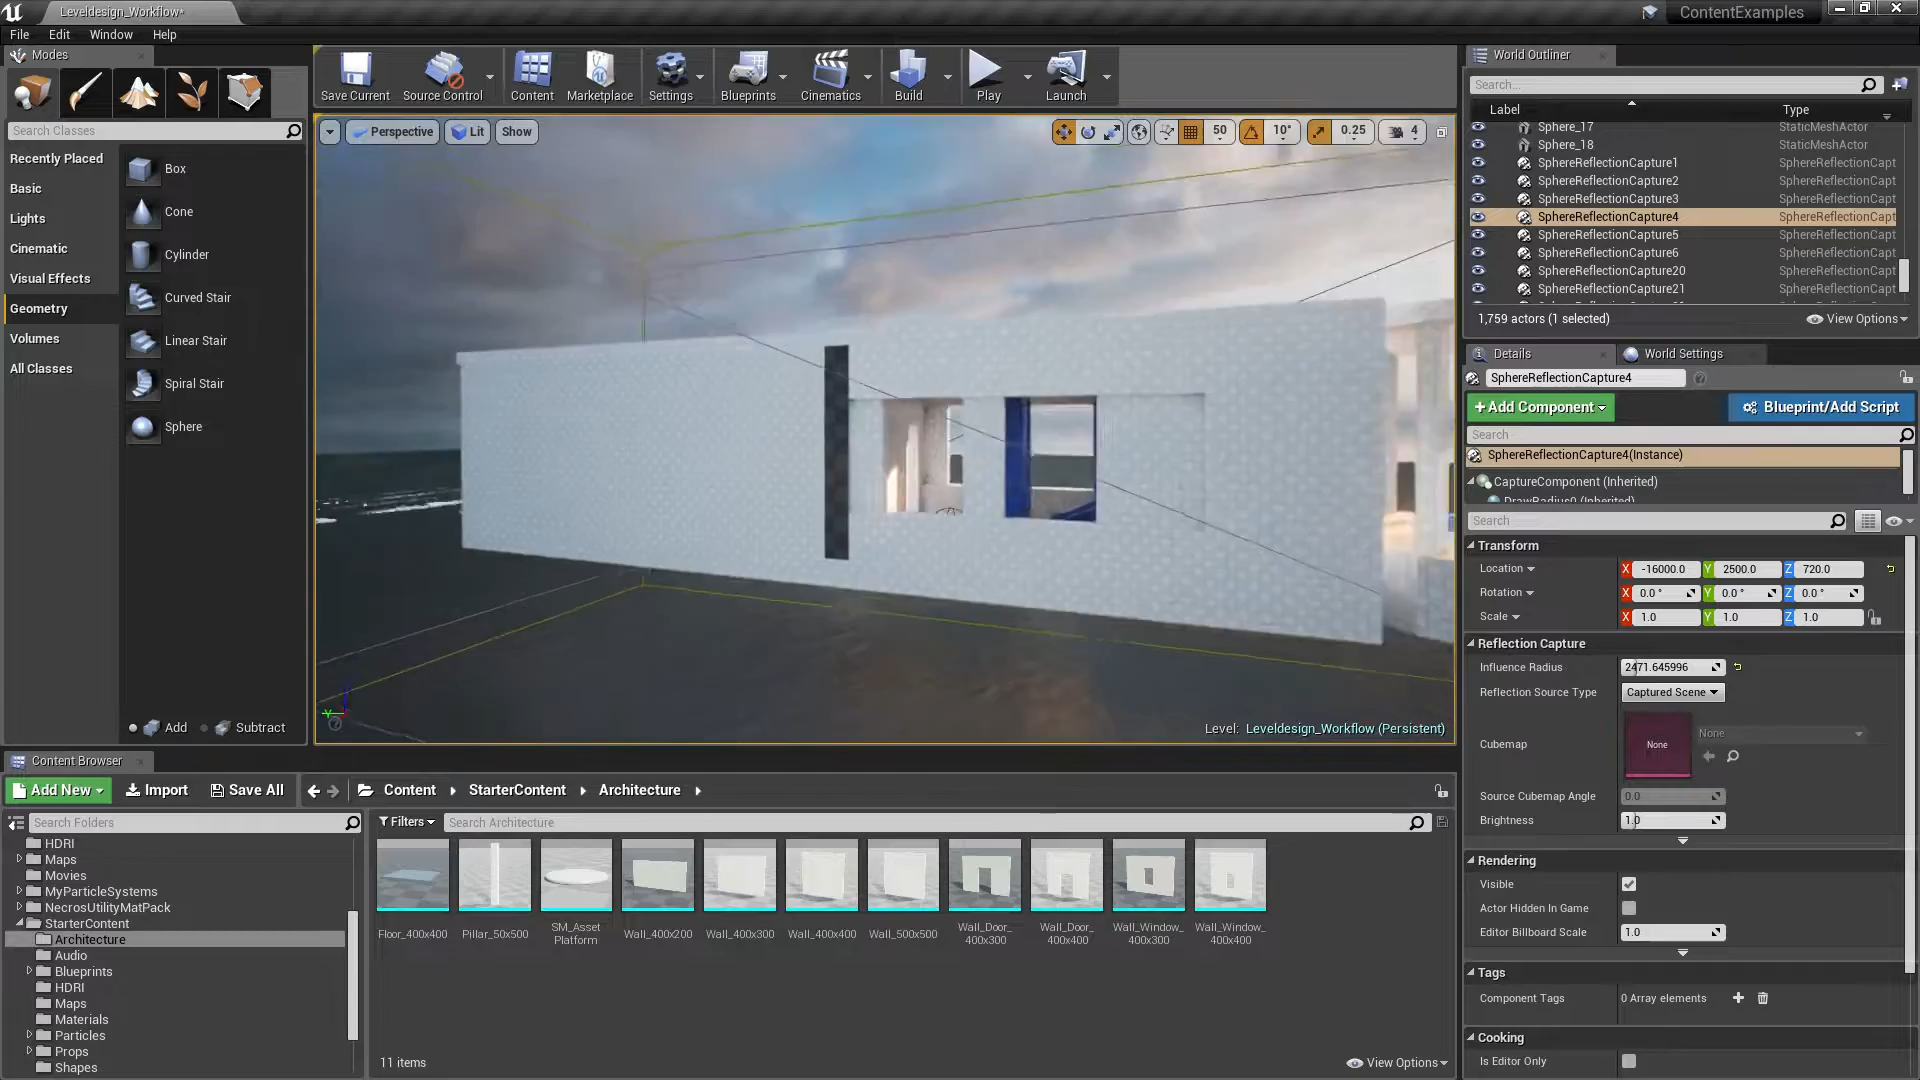 Leveldesign_Workflow*
ContentExamples
File Edit Window Help
Modes
Search Classes
Recently Placed
Basic
Lights
Cinematic
Visual Effects
Geometry
Volumes
All Classes
Box
Cone
Cylinder
Curved Stair
Linear Stair
Spiral Stair
Sphere
Add Subtract
Save Current Source Control Content Marketplace Settings Blueprints Cinematics Build Play Launch
Perspective Lit Show
50 10° 0.25 4
Level: Leveldesign_Workflow (Persistent)
World Outliner
Search...
Label Type
Sphere_17 StaticMeshActor
Sphere_18 StaticMeshActor
SphereReflectionCapture1 SphereReflectionCapt
SphereReflectionCapture2 SphereReflectionCapt
SphereReflectionCapture3 SphereReflectionCapt
SphereReflectionCapture4 SphereReflectionCapt
SphereReflectionCapture5 SphereReflectionCapt
SphereReflectionCapture6 SphereReflectionCapt
SphereReflectionCapture20 SphereReflectionCapt
SphereReflectionCapture21 SphereReflectionCapt
1,759 actors (1 selected) View Options
Details World Settings
SphereReflectionCapture4
+Add Component Blueprint/Add Script
Search
SphereReflectionCapture4(Instance)
CaptureComponent (Inherited)
DrawRadius0 (Inherited)
Search
Transform
Location X -16000.0 Y 2500.0 Z 720.0
Rotation X 0.0 ° Y 0.0 ° Z 0.0 °
Scale X 1.0 Y 1.0 Z 1.0
Reflection Capture
Influence Radius 2471.645996
Reflection Source Type Captured Scene
Cubemap None None
Source Cubemap Angle 0.0
Brightness 1.0
Rendering
Visible
Actor Hidden In Game
Editor Billboard Scale 1.0
Tags
Component Tags 0 Array elements
Cooking
Is Editor Only
Content Browser
Add New Import Save All Content StarterContent Architecture
Search Folders
HDRI
Maps
Movies
MyParticleSystems
NecrosUtilityMatPack
StarterContent
Architecture
Audio
Blueprints
HDRI
Maps
Materials
Particles
Props
Shapes
Filters Search Architecture
Floor_400x400
Pillar_50x500
SM_Asset
Platform
Wall_400x200
Wall_400x300
Wall_400x400
Wall_500x500
Wall_Door_
400x300
Wall_Door_
400x400
Wall_Window_
400x300
Wall_Window_
400x400
11 items View Options